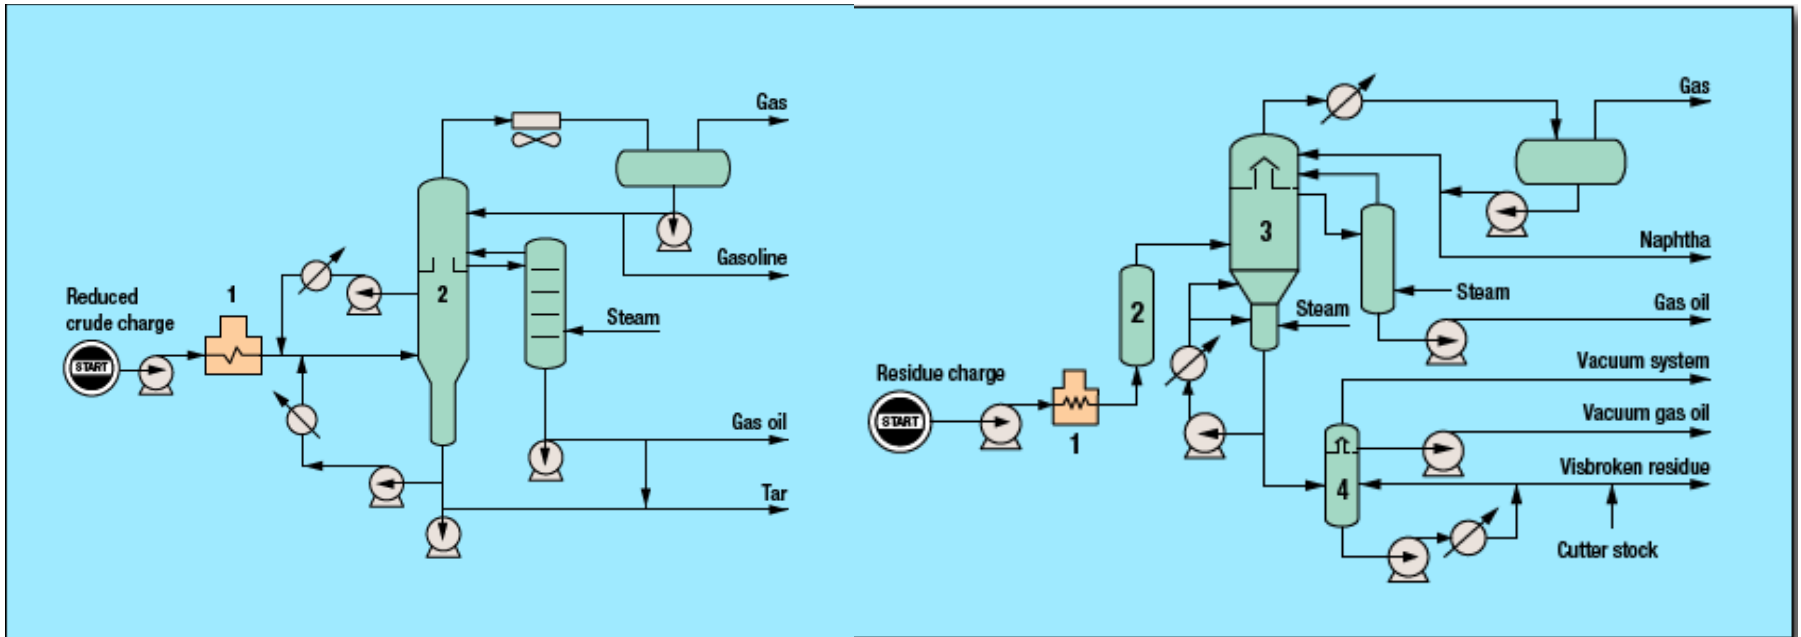 Gas
Gasoline
Reduced
crude charge
START
1
2
Steam
Gas oil
Tar
Gas
Naphtha
3
Steam
Steam
Gas oil
2
Vacuum system
Residue charge
START
1
Vacuum gas oil
Visbroken residue
4
Cutter stock